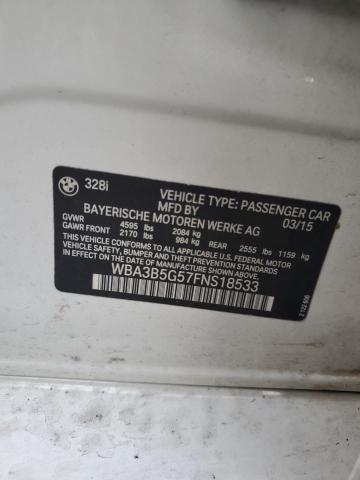 BMW
328i
VEHICLE TYPE: PASSENGER CAR
MFD BY 03/15
BAYERISCHE MOTOREN WERKE AG
GVWR 4595 lbs 2084 kg
GAWR FRONT 2170 lbs 984 kg REAR 2555 lbs 1159 kg
WBA3B5G57FNS18533
THIS VEHICLE CONFORMS TO ALL APPLICABLE U.S. FEDERAL MOTOR VEHICLE
SAFETY, BUMPER AND THEFT PREVENTION STANDARDS
IN EFFECT ON THE DATE OF MANUFACTURE SHOWN ABOVE.